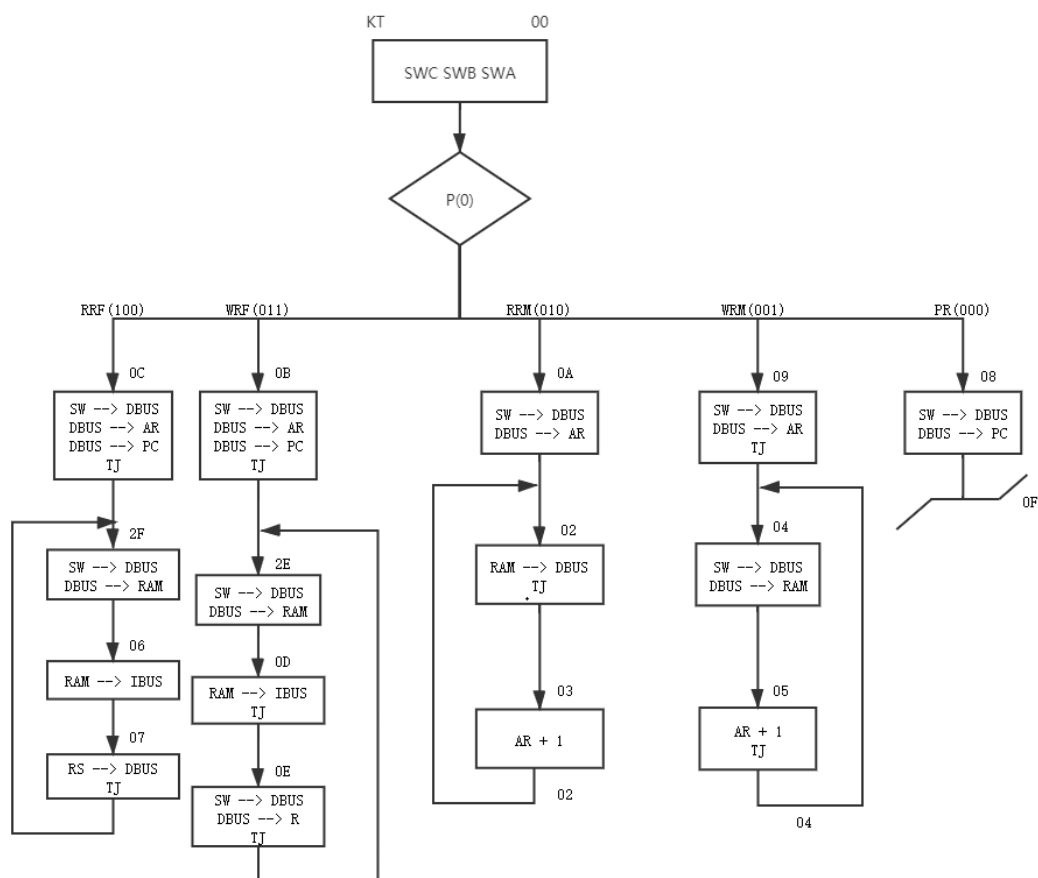 KT 00
SWC SWB SWA
P(0)
RRF(100) WRF(011) RRM(010) WRM(001) PR(000)
0C
SW --> DBUS
DBUS --> AR
DBUS --> PC
TJ
2F
SW --> DBUS
DBUS --> RAM
06
RAM --> IBUS
07
RS --> DBUS
TJ
0B
SW --> DBUS
DBUS --> AR
DBUS --> PC
TJ
2E
SW --> DBUS
DBUS --> RAM
0D
RAM --> IBUS
TJ
0E
SW --> DBUS
DBUS --> R
TJ
0A
SW --> DBUS
DBUS --> AR
02
RAM --> DBUS
TJ
03
AR + 1
02
09
SW --> DBUS
DBUS --> AR
TJ
04
SW --> DBUS
DBUS --> RAM
05
AR + 1
TJ
04
08
SW --> DBUS
DBUS --> PC
0F